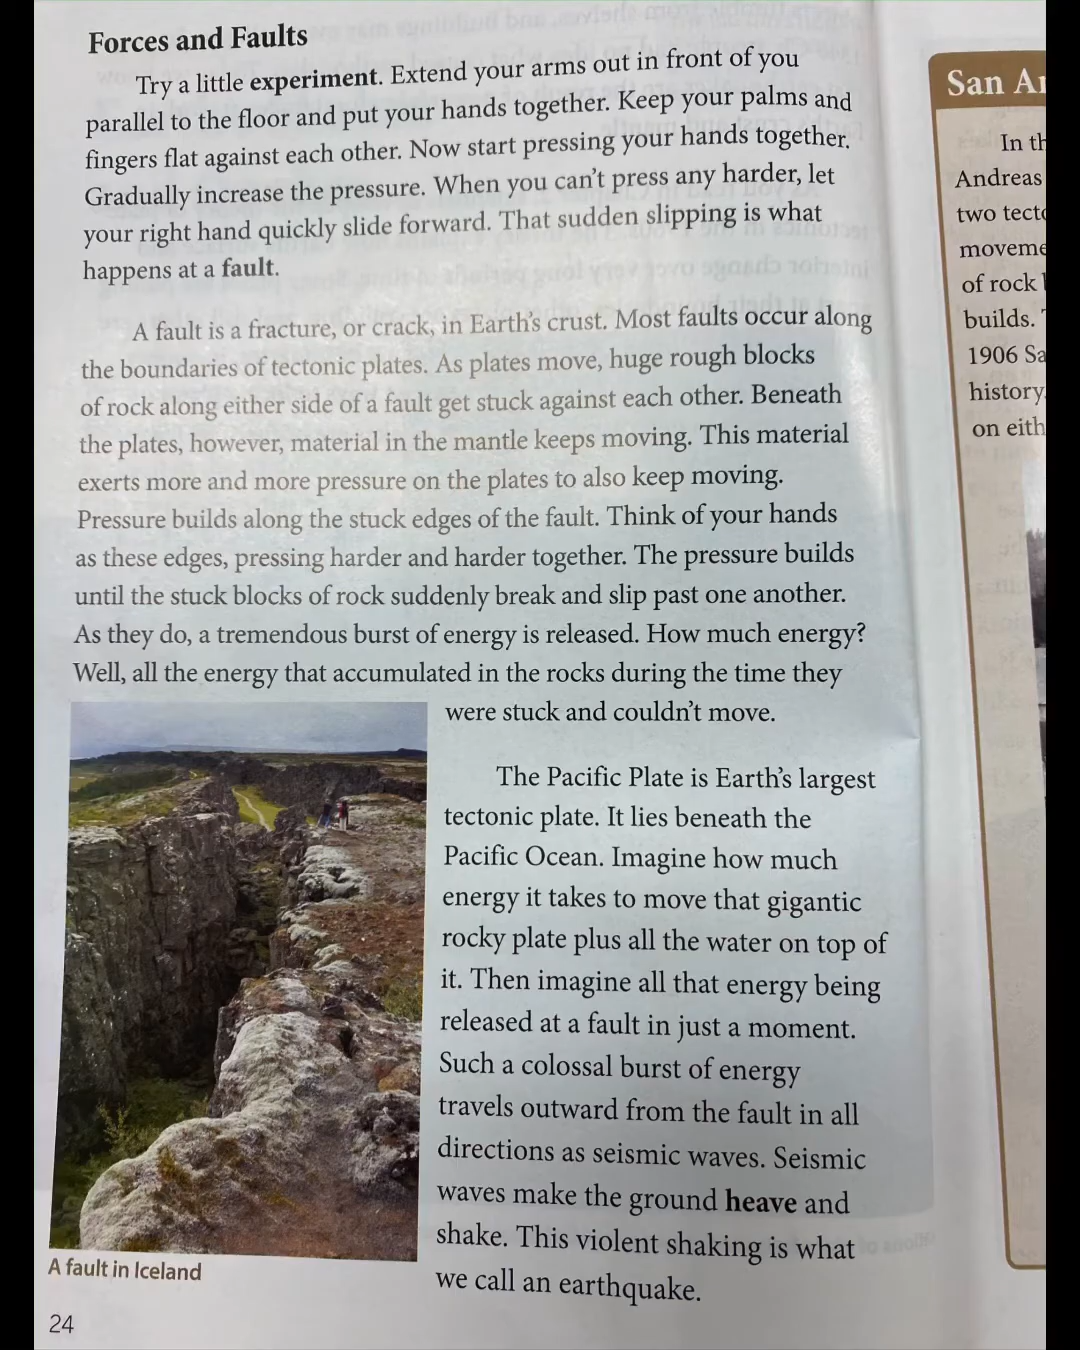 Forces and Faults
Try a little experiment. Extend your arms out in front of you
parallel to the floor and put your hands together. Keep your palms and
fingers flat against each other. Now start pressing your hands together.
Gradually increase the pressure. When you can't press any harder, let
your right hand quickly slide forward. That sudden slipping is what
happens at a fault.
A fault is a fracture, or crack, in Earth's crust. Most faults occur along
the boundaries of tectonic plates. As plates move, huge rough blocks
of rock along either side of a fault get stuck against each other. Beneath
the plates, however, material in the mantle keeps moving. This material
exerts more and more pressure on the plates to also keep moving.
Pressure builds along the stuck edges of the fault. Think of your hands
as these edges, pressing harder and harder together. The pressure builds
until the stuck blocks of rock suddenly break and slip past one another.
As they do, a tremendous burst of energy is released. How much energy?
Well, all the energy that accumulated in the rocks during the time they
were stuck and couldn't move.
The Pacific Plate is Earth's largest
tectonic plate. It lies beneath the
Pacific Ocean. Imagine how much
energy it takes to move that gigantic
rocky plate plus all the water on top of
it. Then imagine all that energy being
released at a fault in just a moment.
Such a colossal burst of energy
travels outward from the fault in all
directions as seismic waves. Seismic
waves make the ground heave and
shake. This violent shaking is what
we call an earthquake.
A fault in Iceland
24
San
In
Andreas
two
of rock
builds.
1906
history
on